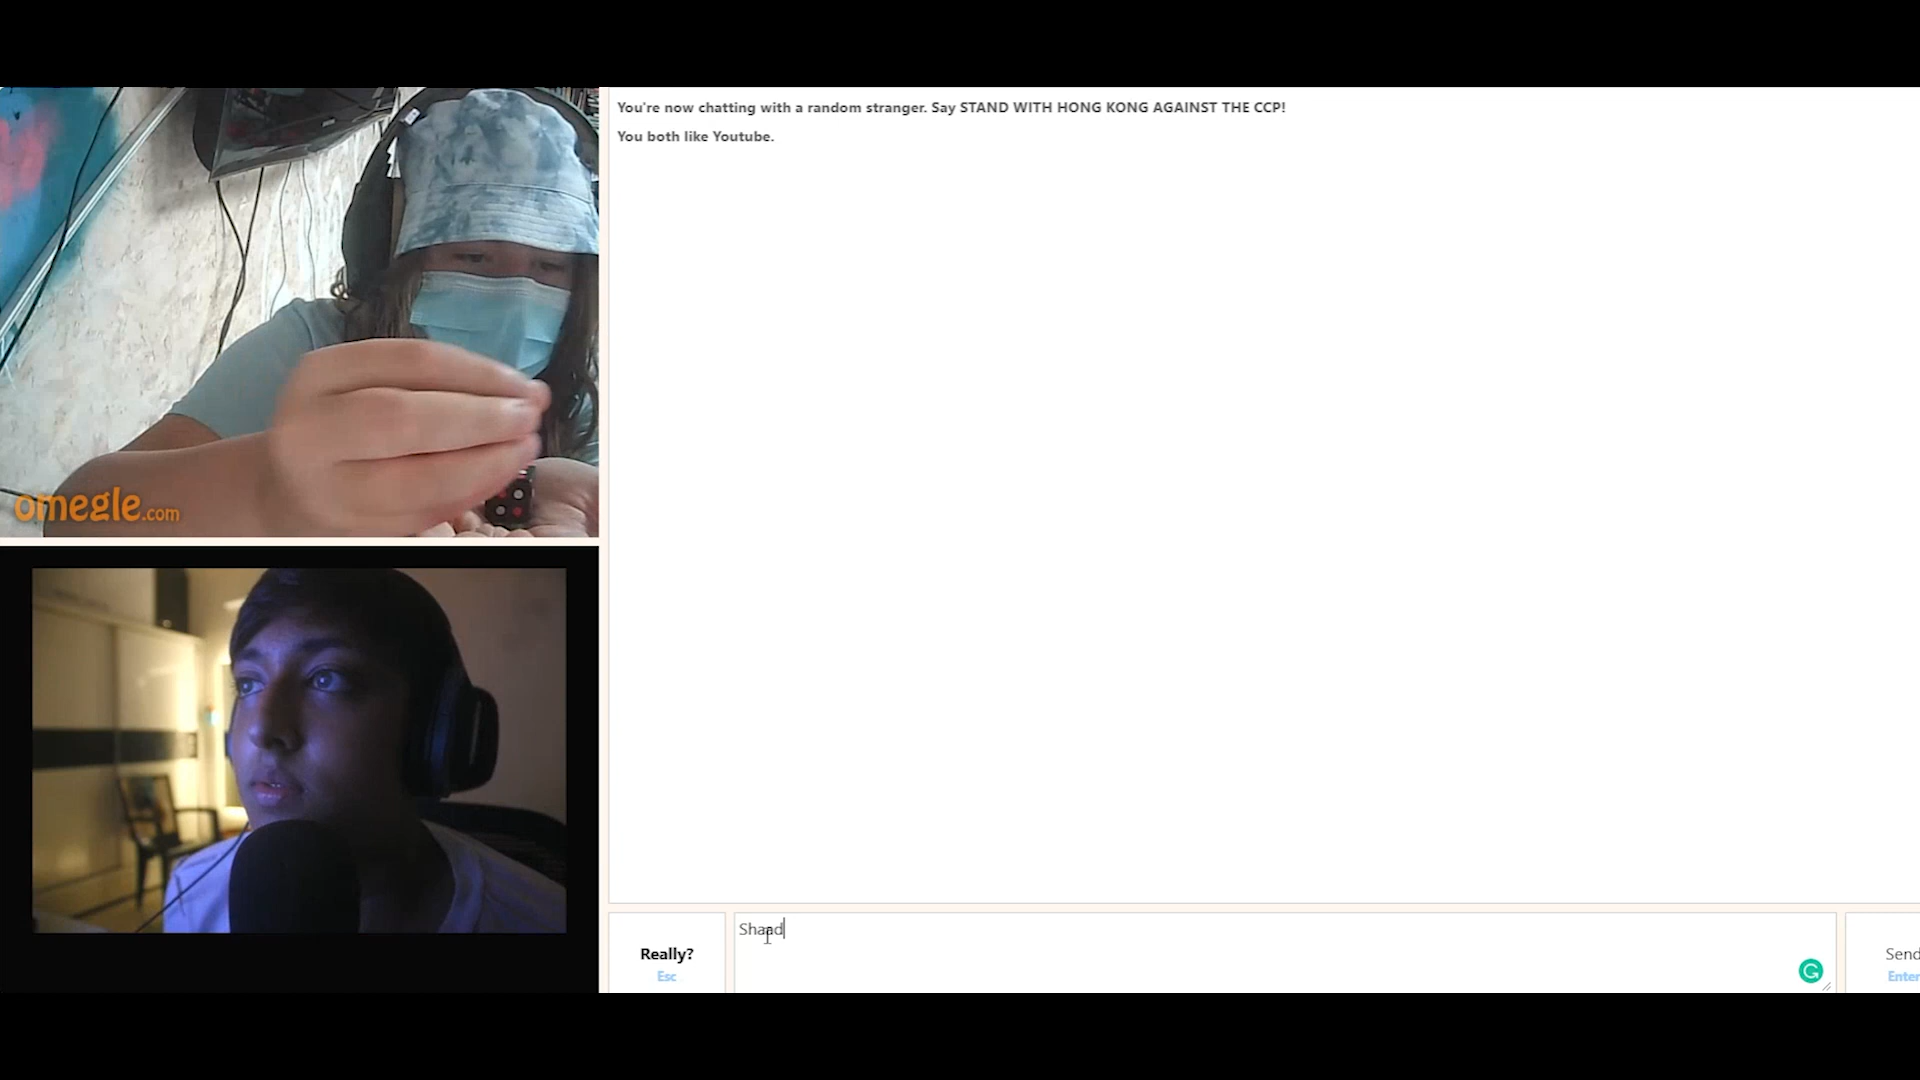 You're now chatting with a random stranger. Say STAND WITH HONG KONG AGAINST THE CCP!
You both like Youtube.
omegle.com
Shaad
Really?
Esc
Send
Enter